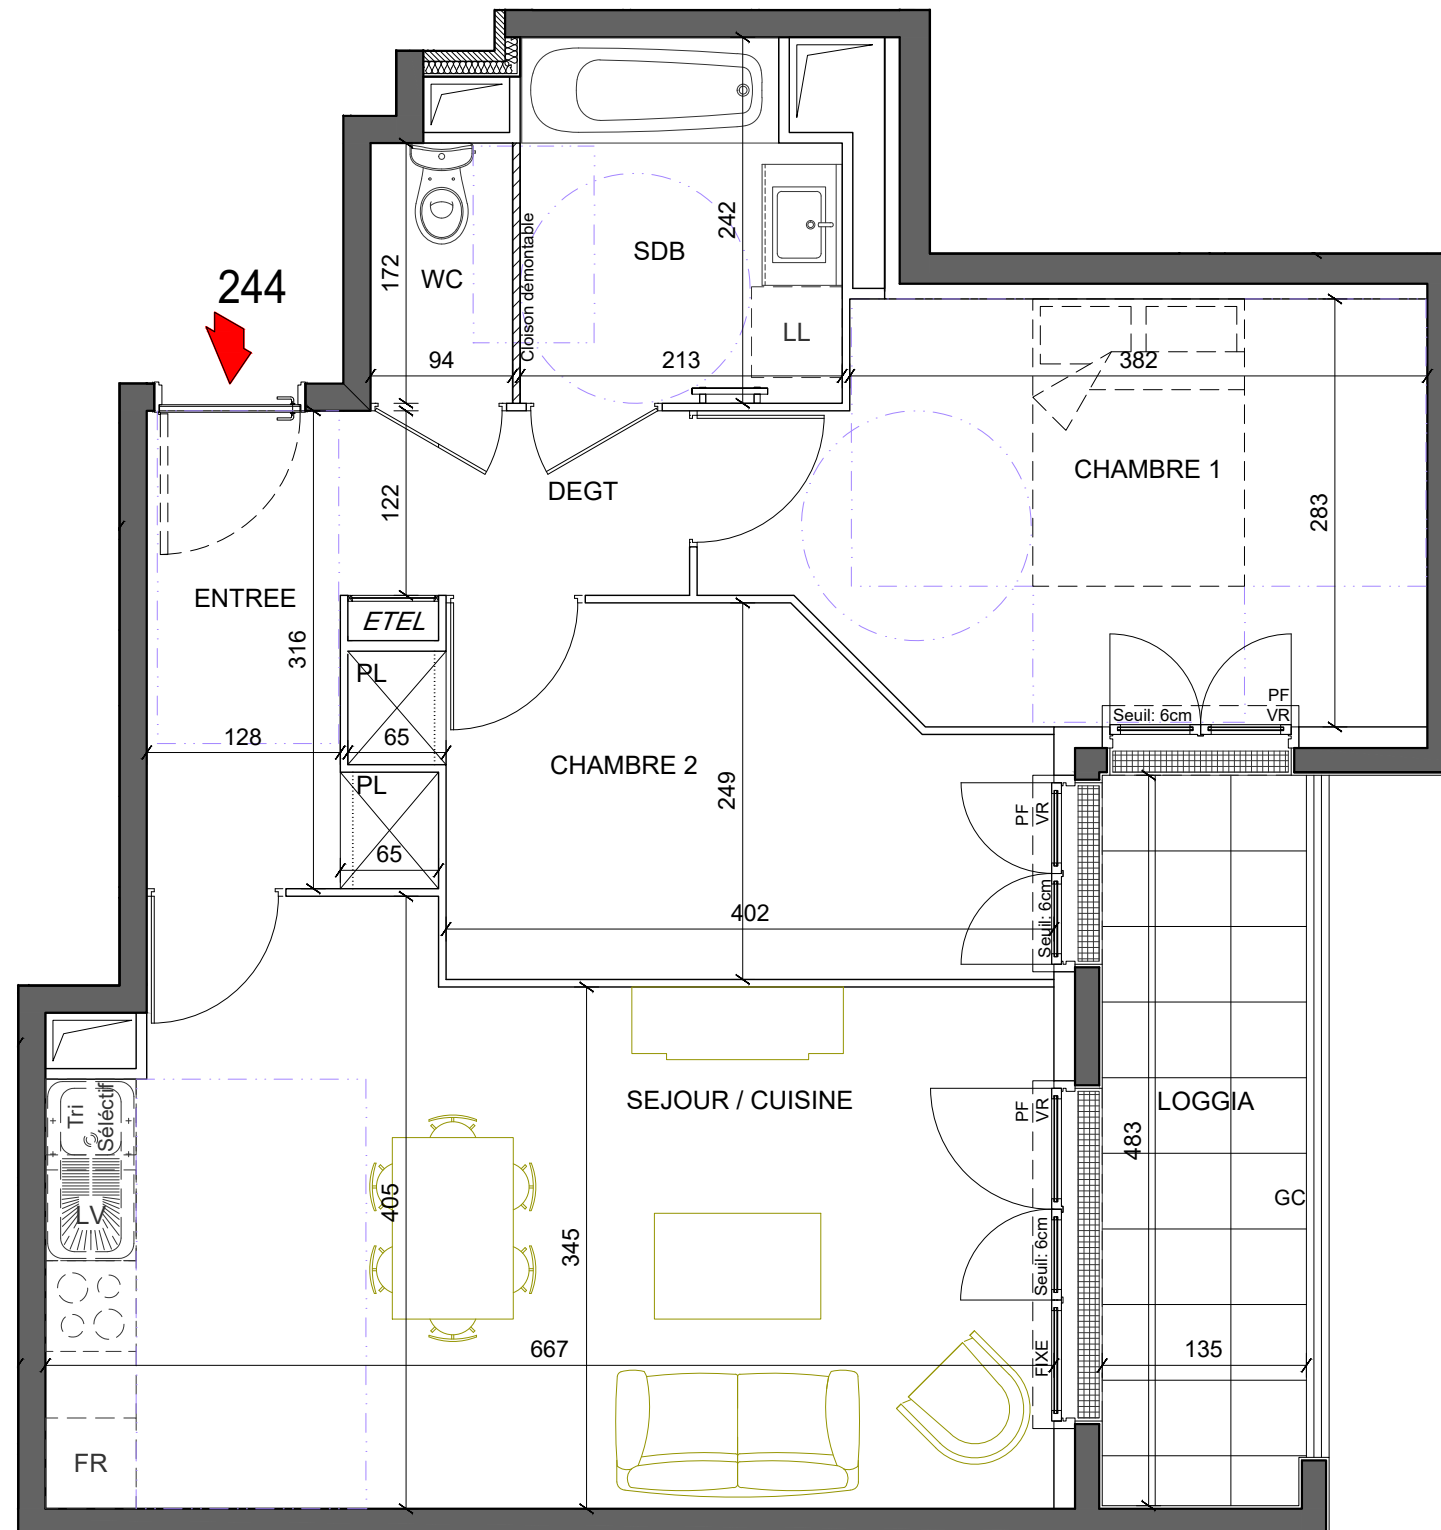 244
WC
SDB
LL
Cloison démontable
172
242
94
213
382
CHAMBRE 1
283
DEGT
122
ENTREE
316
ETEL
PL
128
65
PL
65
CHAMBRE 2
249
402
Seuil: 6cm
PF
VR
PF
VR
Seuil: 6cm
SEJOUR / CUISINE
LOGGIA
483
GC
135
PF
VR
Seuil: 6cm
FIXE
Tri
Séléctif
LV
405
345
667
FR